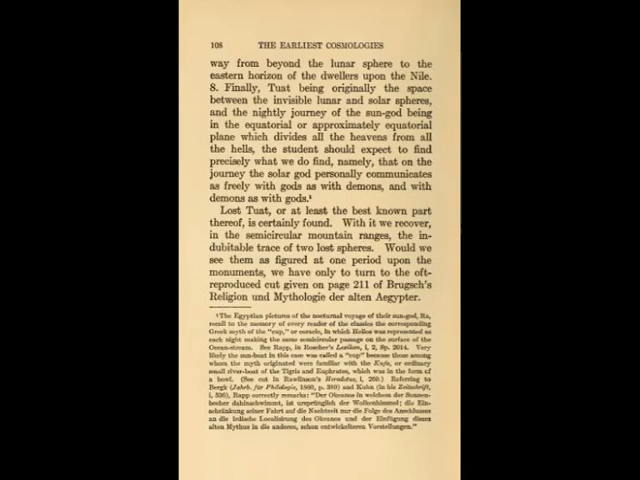 108 THE EARLIEST COSMOLOGIES
way from beyond the lunar sphere to the
eastern horizon of the dwellers upon the Nile.
8. Finally, Tuat being originally the space
between the invisible lunar and solar spheres,
and the nightly journey of the sun-god being
in the equatorial or approximately equatorial
plane which divides all the heavens from all
the hells, the student should expect to find
precisely what we do find, namely, that on the
journey the solar god personally communicates
as freely with gods as with demons, and with
demons as with gods.¹
Lost Tuat, or at least the best known part
thereof, is certainly found. With it we recover,
in the semicircular mountain ranges, the in-
dubitable trace of two lost spheres. Would we
see them as figured at one period upon the
monuments, we have only to turn to the oft-
reproduced cut given on page 211 of Brugsch's
Religion und Mythologie der alten Aegypter.
¹ The Egyptian pictures of the nocturnal voyage of their sun-god, Ra,
recall to the memory of every reader of the classics the corresponding
Greek myth of the "cup," or coracle, in which Helios was represented as
each night making the same semicircular passage on the surface of the
Ocean-stream. See Rapp, in Roscher's Lexikon, i, 2, Sp. 2014. Very
likely the sun-boat in this case was called a "cup" because those among
whom the myth originated were familiar with the Kufa, or ordinary
small river-boat of the Tigris and Euphrates, which was in the form of
a bowl. (See cut in Rawlinson's Herodotus, i, 260.) Referring to
Bergk (Jahrb. für Philologie, 1860, p. 389) and Kuhn (in his Zeitschrift,
i, 536), Rapp correctly remarks: "Der Okeanos in welchem der Sonnen-
becher dahinschwimmt, ist ursprünglich der Wolkenhimmel; die Ein-
schränkung seiner Fahrt auf die Nachtzeit nur die Folge des Anschlusses
an die irdische Localisirung des Okeanos und der Einfügung dieses
alten Mythus in die anderen, schon entwickelteren Vorstellungen."